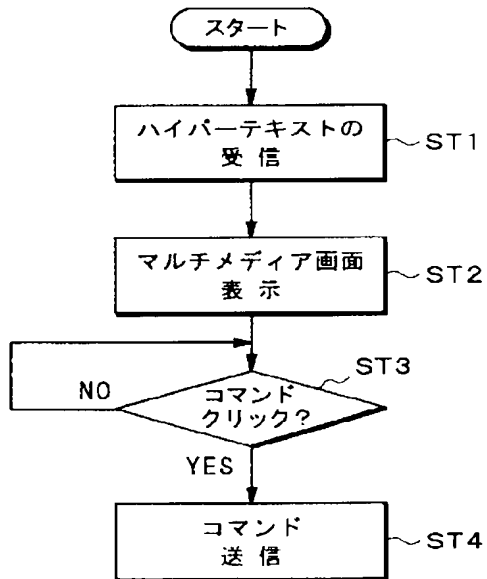 スタート
ハイパーテキストの
受信
ST1
マルチメディア画面
表示
ST2
ST3
コマンド
クリック?
NO
YES
コマンド
送信
ST4